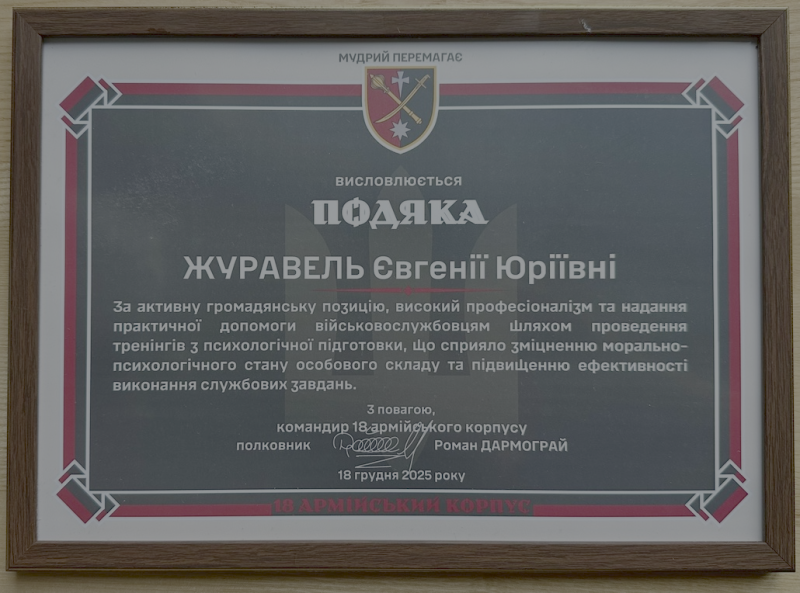 МУДРИЙ ПЕРЕМАГАЄ
ВИСЛОВЛЮЄТЬСЯ
ПОДЯКА
ЖУРАВЕЛЬ Євгенії Юріївні
За активну громадянську позицію, високий професіоналізм та надання
практичної допомоги військовослужбовцям шляхом проведення
тренінгів з психологічної підготовки, що сприяло зміцненню морально-
психологічного стану особового складу та підвищенню ефективності
виконання службових завдань.
З повагою,
командир 18 армійського корпусу
полковник Роман ДАРМОГРАЙ
18 грудня 2025 року
18 АРМІЙСЬКИЙ КОРПУС